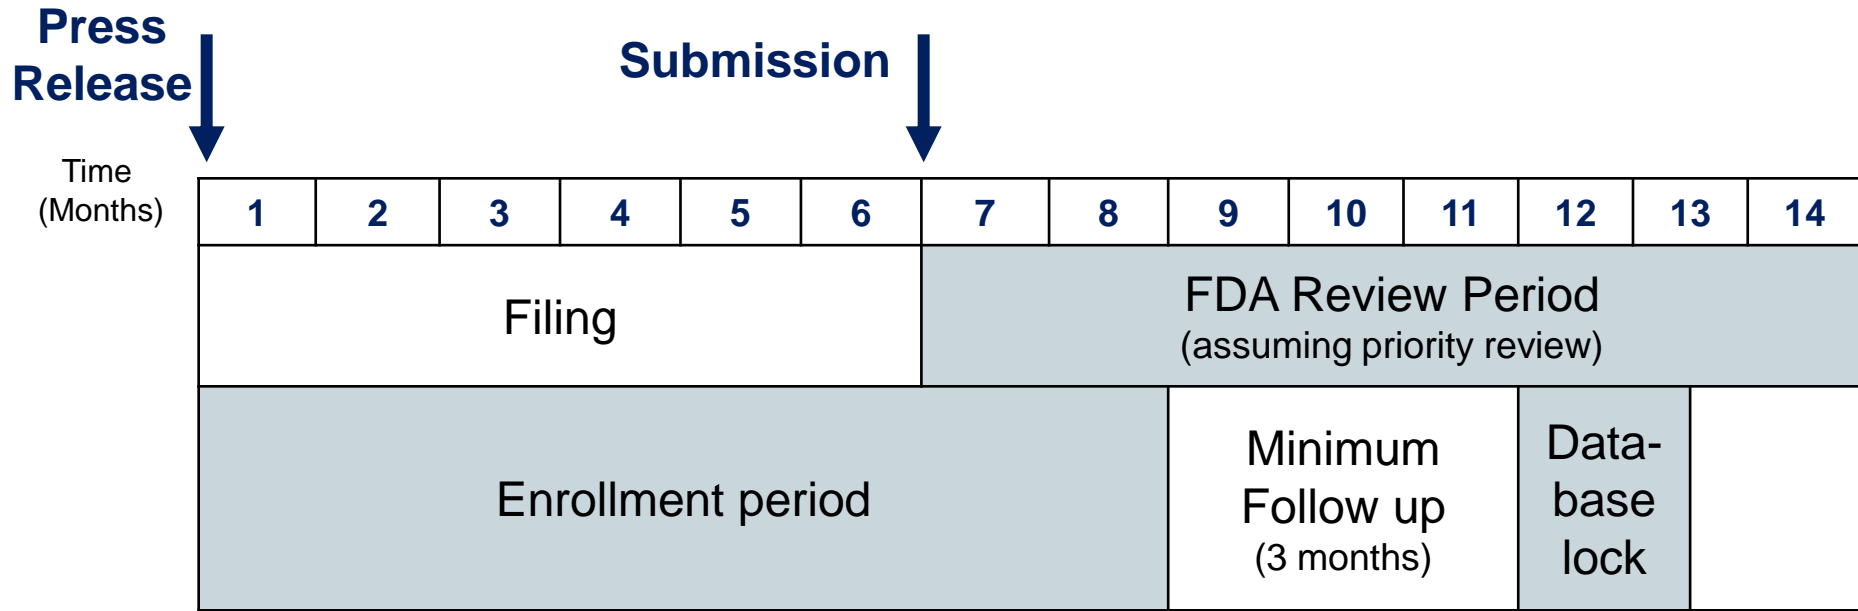 Press
Release
Submission
Time
(Months)
1 2 3 4 5 6 7 8 9 10 11 12 13 14
Filing
FDA Review Period
(assuming priority review)
Enrollment period
Minimum
Follow up
(3 months)
Data-
base
lock